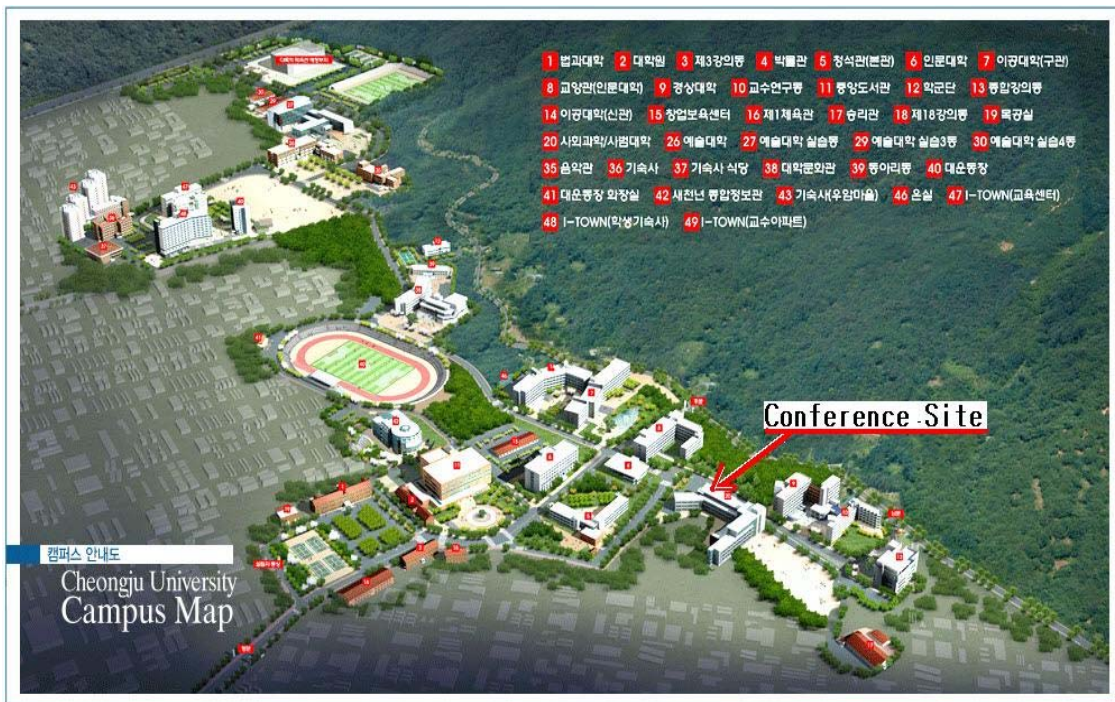 1 법과대학 2 대학원 3 제3강의동 4 박물관 5 청석관(본관) 6 인문대학 7 이공대학(구관)
8 교양관(인문대학) 9 경상대학 10 교수연구동 11 중앙도서관 12 학군단 13 종합강의동
14 이공대학(신관) 15 창업보육센터 16 제1체육관 17 승리관 18 제18강의동 19 목공실
20 사회과학/사범대학 26 예술대학 27 예술대학 실습동 29 예술대학 실습3동 30 예술대학 실습4동
35 음악관 36 기숙사 37 기숙사 식당 38 대학문화관 39 동아리동 40 대운동장
41 대운동장 화장실 42 새천년 종합정보관 43 기숙사(우암마을) 46 온실 47 I-TOWN(교육센터)
48 I-TOWN(학생기숙사) 49 I-TOWN(교수아파트)
Conference Site
캠퍼스 안내도
Cheongju University
Campus Map